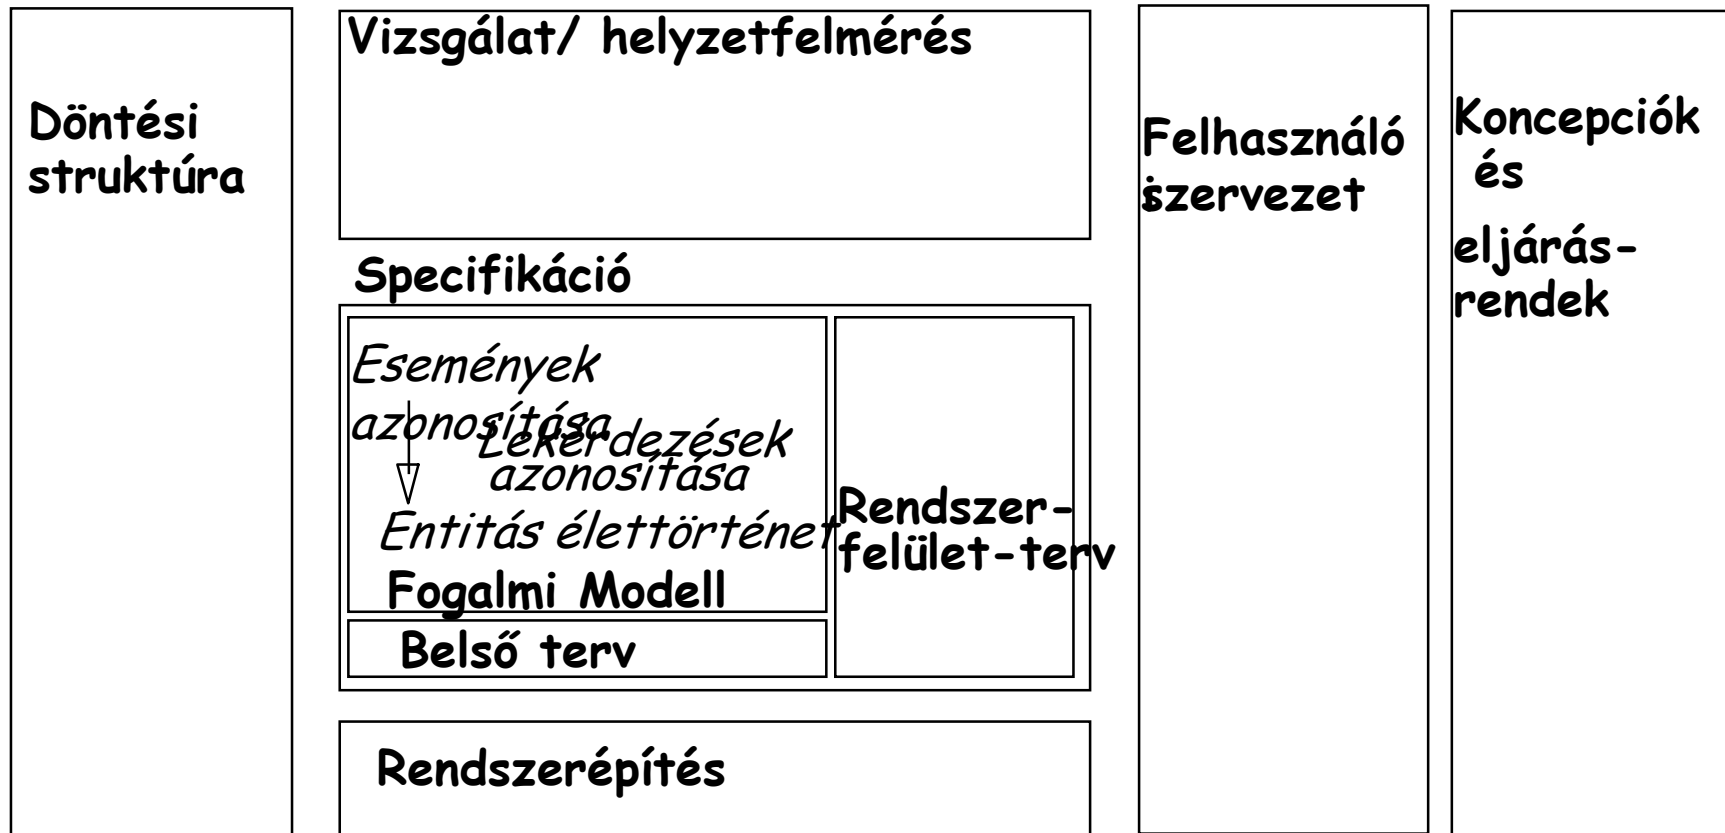 Döntési
struktúra
Vizsgálat/ helyzetfelmérés
Specifikáció
Események
azonosítása
Lekérdezések
azonosítása
Entitás élettörténet
Fogalmi Modell
Belső terv
Rendszer-
felület-terv
Rendszerépítés
Felhasználó
i
szervezet
Koncepciók
és
eljárás-
rendek